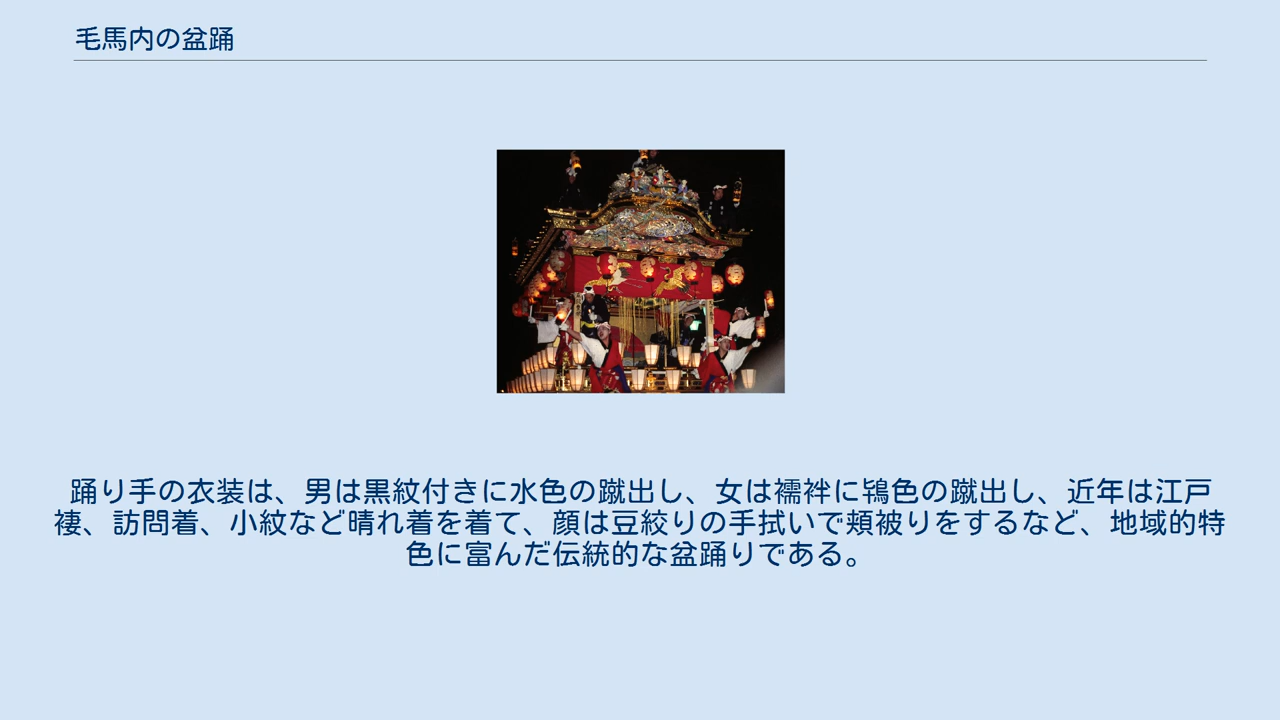 毛馬内の盆踊
踊り手の衣装は、男は黒紋付きに水色の蹴出し、女は襦袢に鴇色の蹴出し、近年は江戸
褄、訪問着、小紋など晴れ着を着て、顔は豆絞りの手拭いで頬被りをするなど、地域的特
色に富んだ伝統的な盆踊りである。